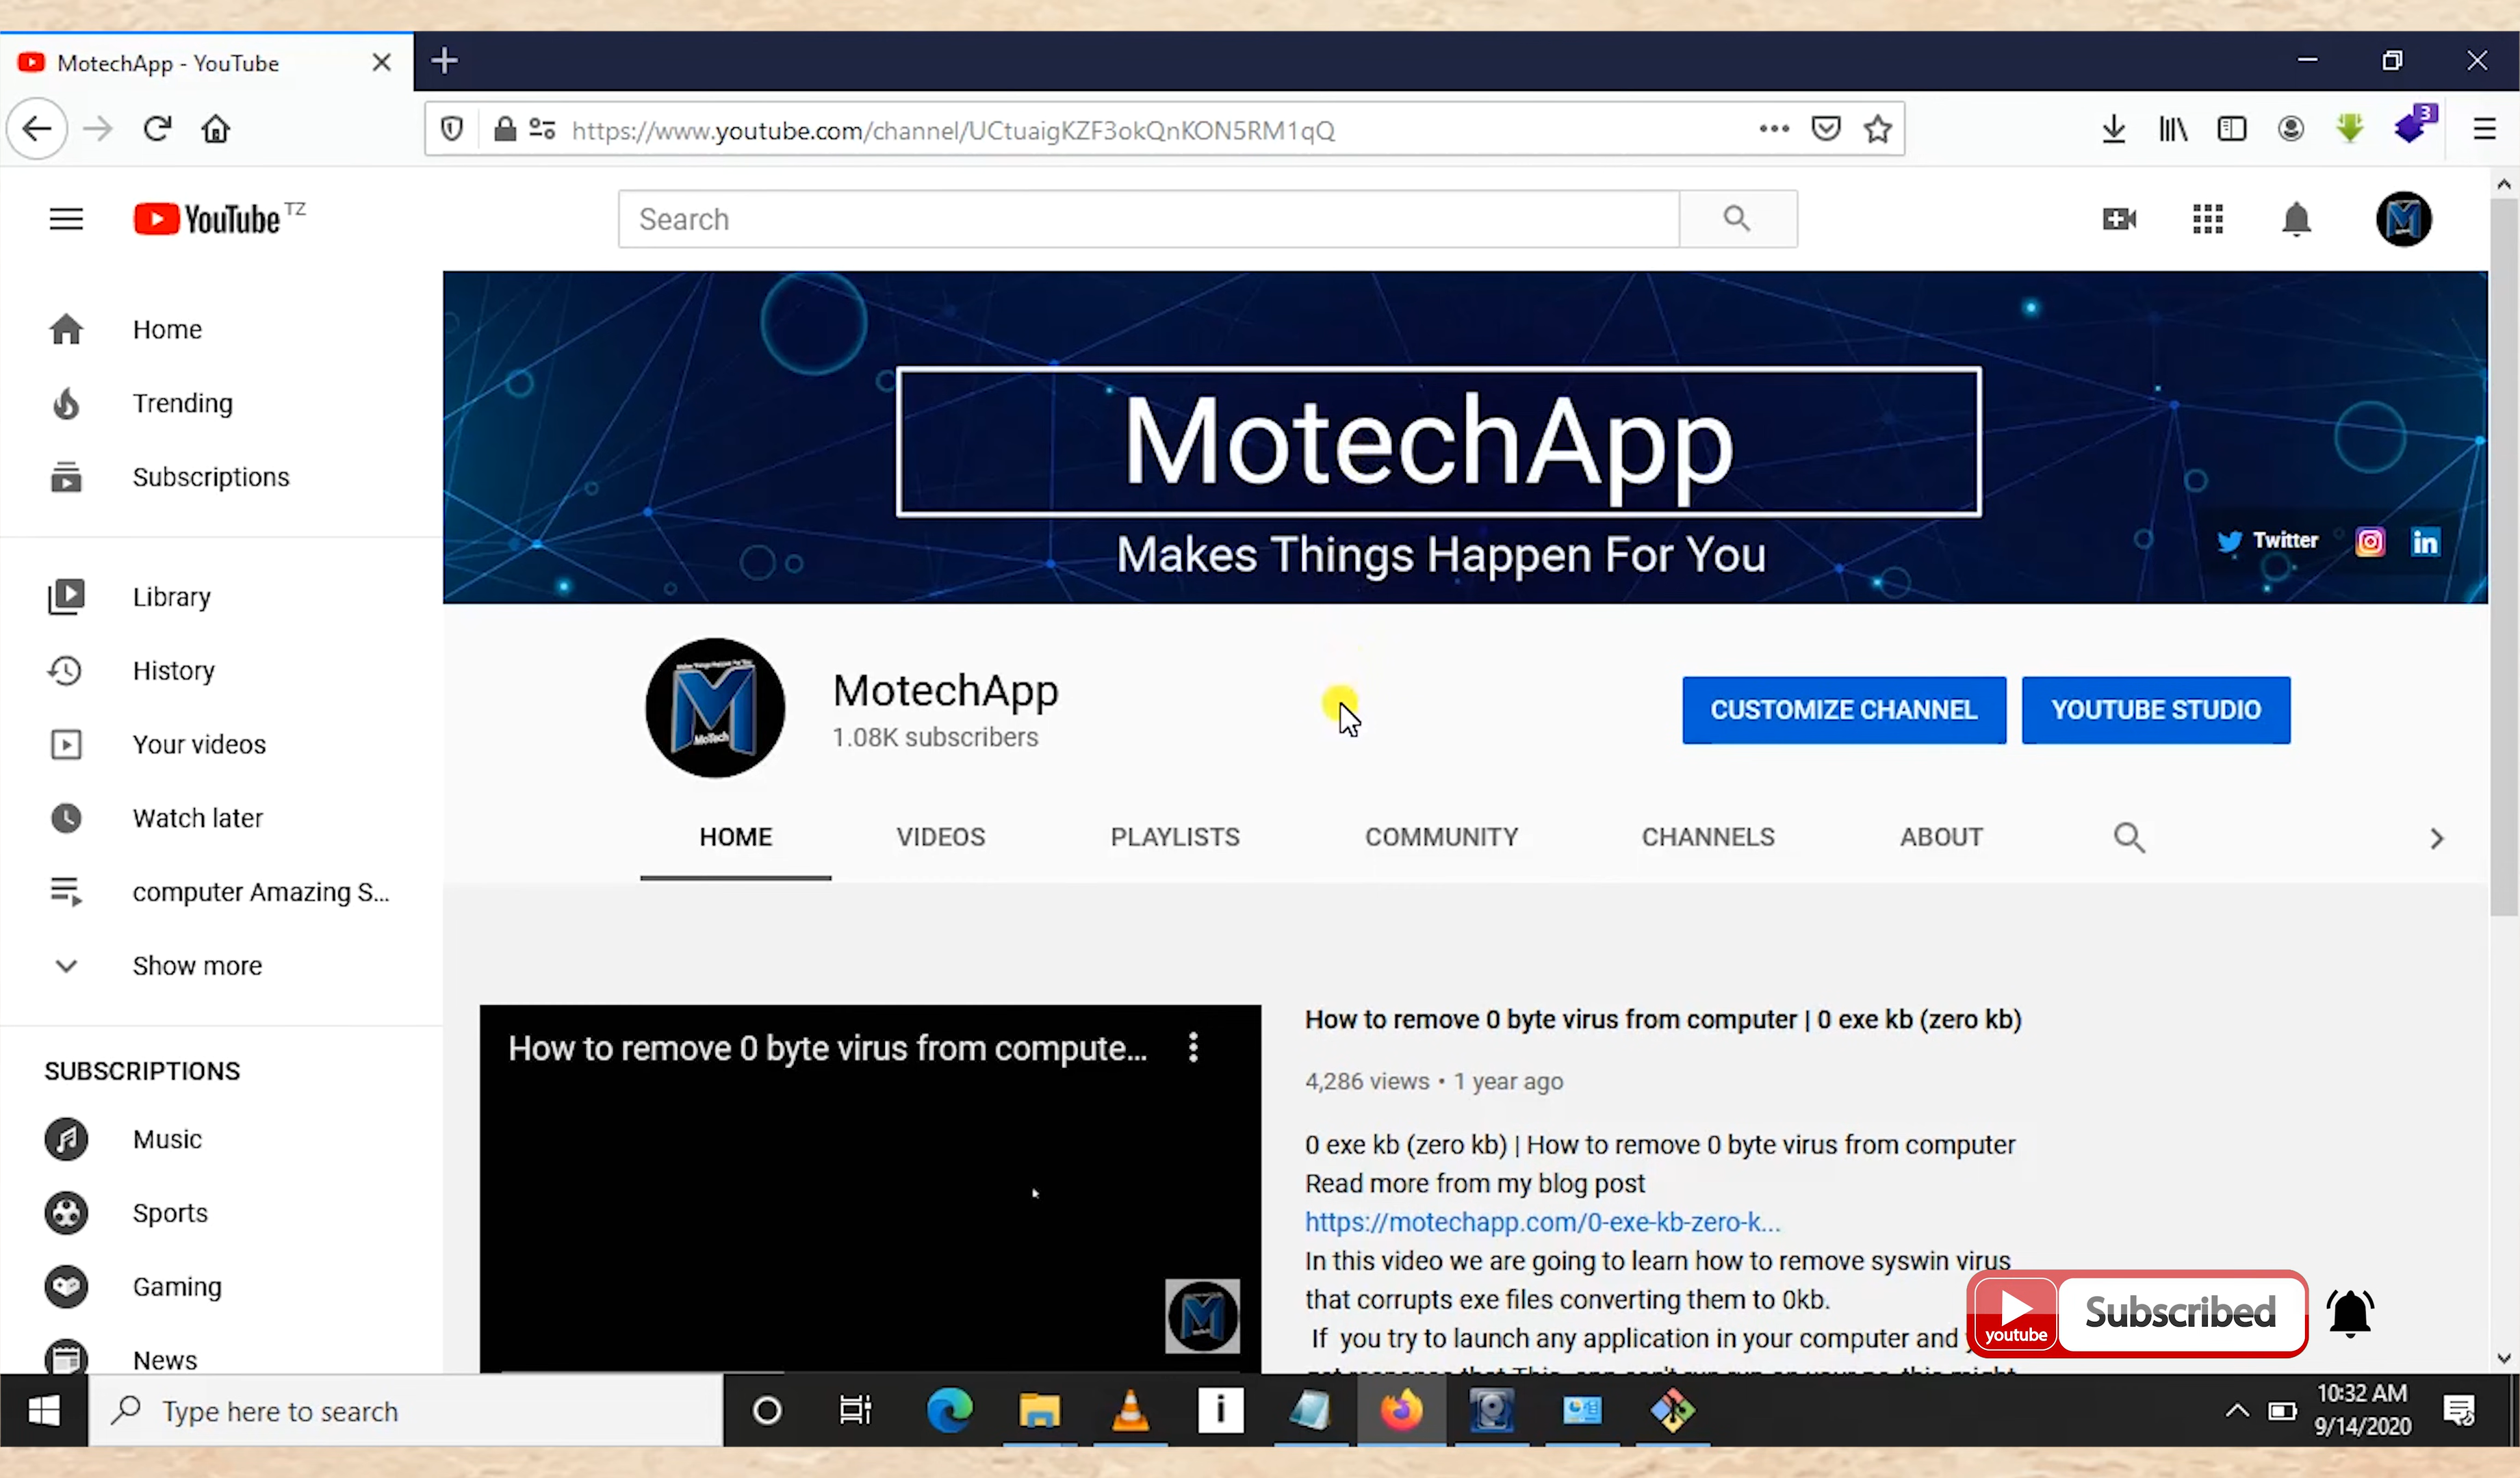 MotechApp - YouTube
https://www.youtube.com/channel/UCtuaigKZF3okQnKON5RM1qQ
3
YouTube TZ
Search
Home
Trending
Subscriptions
Library
History
Your videos
Watch later
computer Amazing S...
Show more
SUBSCRIPTIONS
Music
Sports
Gaming
News
MotechApp
Makes Things Happen For You
Twitter
MoTech
MotechApp
1.08K subscribers
CUSTOMIZE CHANNEL
YOUTUBE STUDIO
HOME
VIDEOS
PLAYLISTS
COMMUNITY
CHANNELS
ABOUT
How to remove 0 byte virus from compute...
How to remove 0 byte virus from computer | 0 exe kb (zero kb)
4,286 views • 1 year ago
0 exe kb (zero kb) | How to remove 0 byte virus from computer
Read more from my blog post
https://motechapp.com/0-exe-kb-zero-k...
In this video we are going to learn how to remove syswin virus
that corrupts exe files converting them to 0kb.
If you try to launch any application in your computer and
youtube
Subscribed
Type here to search
10:32 AM
9/14/2020